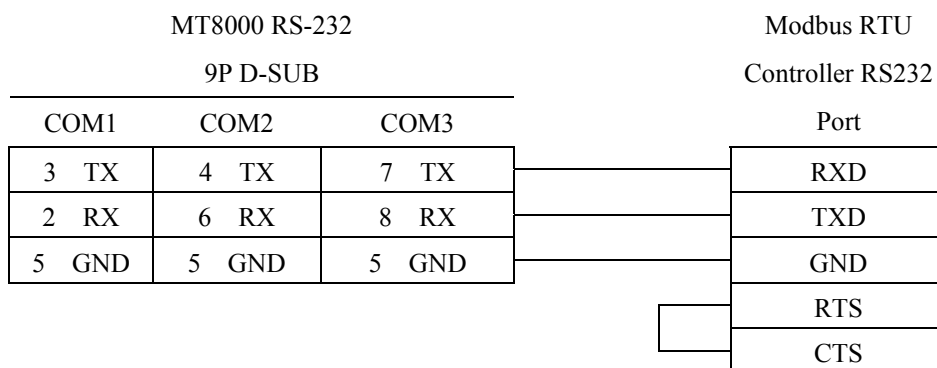 MT8000 RS-232 Modbus RTU
9P D-SUB Controller RS232
COM1 COM2 COM3 Port
3 TX 4 TX 7 TX RXD
2 RX 6 RX 8 RX TXD
5 GND 5 GND 5 GND GND
RTS
CTS